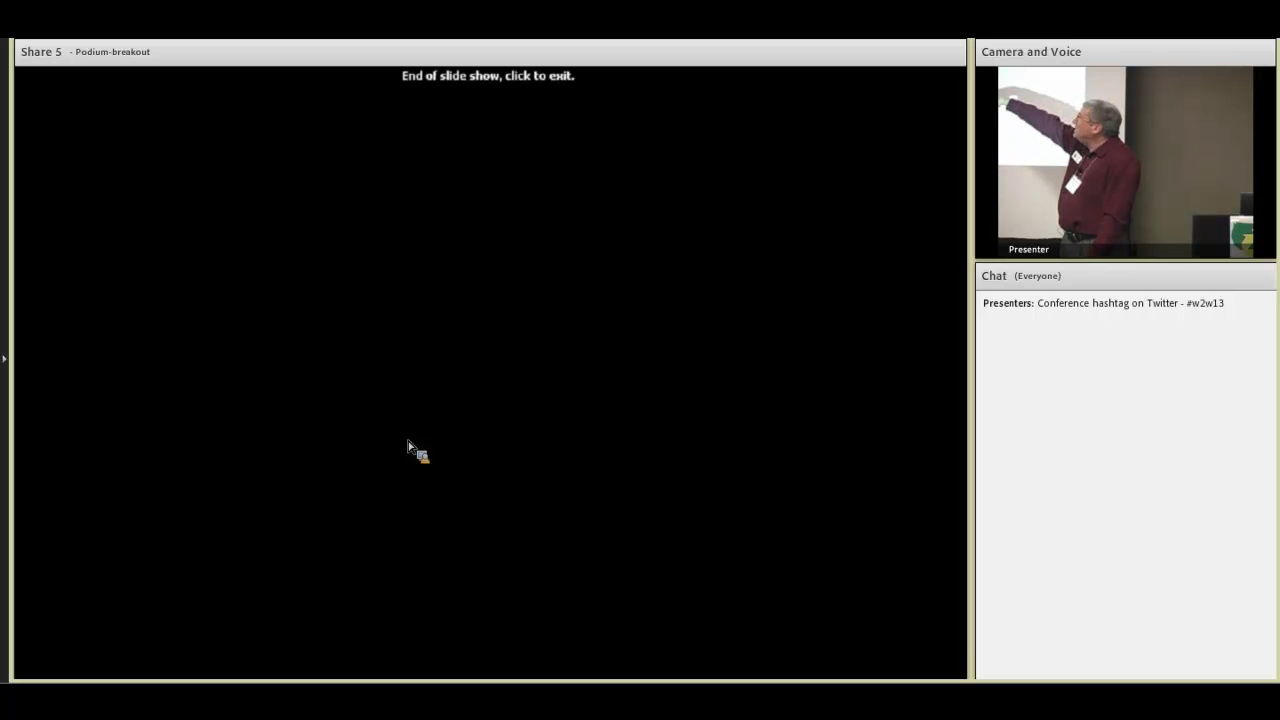 Share 5 - Podium-breakout
End of slide show, click to exit.
Camera and Voice
Presenter
Chat (Everyone)
Presenters: Conference hashtag on Twitter - #w2w13